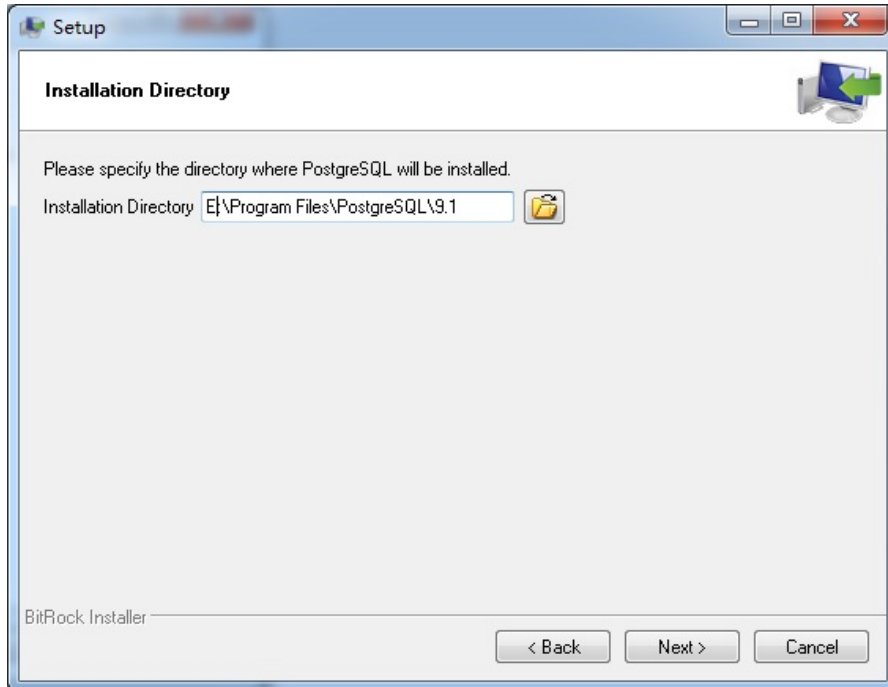 Setup
Installation Directory
Please specify the directory where PostgreSQL will be installed.
Installation Directory E:\Program Files\PostgreSQL\9.1
BitRock Installer
< Back Next > Cancel